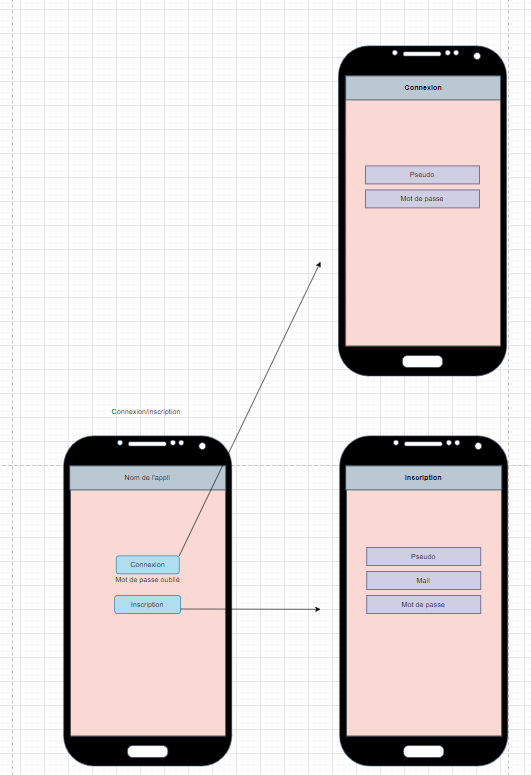 Connexion
Pseudo
Mot de passe
Connexion/inscription
Nom de l'appli
Connexion
Mot de passe oublié
Inscription
Inscription
Pseudo
Mail
Mot de passe